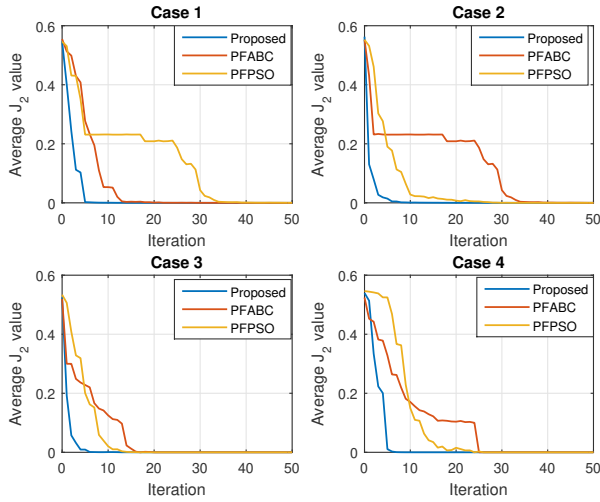 Case 1
0.6
0.4
0.2
0
Average J2 value
Proposed
PFABC
PFPSO
0 10 20 30 40 50
Iteration
Case 2
0.6
0.4
0.2
0
Average J2 value
Proposed
PFABC
PFPSO
0 10 20 30 40 50
Iteration
Case 3
0.6
0.4
0.2
0
Average J2 value
Proposed
PFABC
PFPSO
0 10 20 30 40 50
Iteration
Case 4
0.6
0.4
0.2
0
Average J2 value
Proposed
PFABC
PFPSO
0 10 20 30 40 50
Iteration